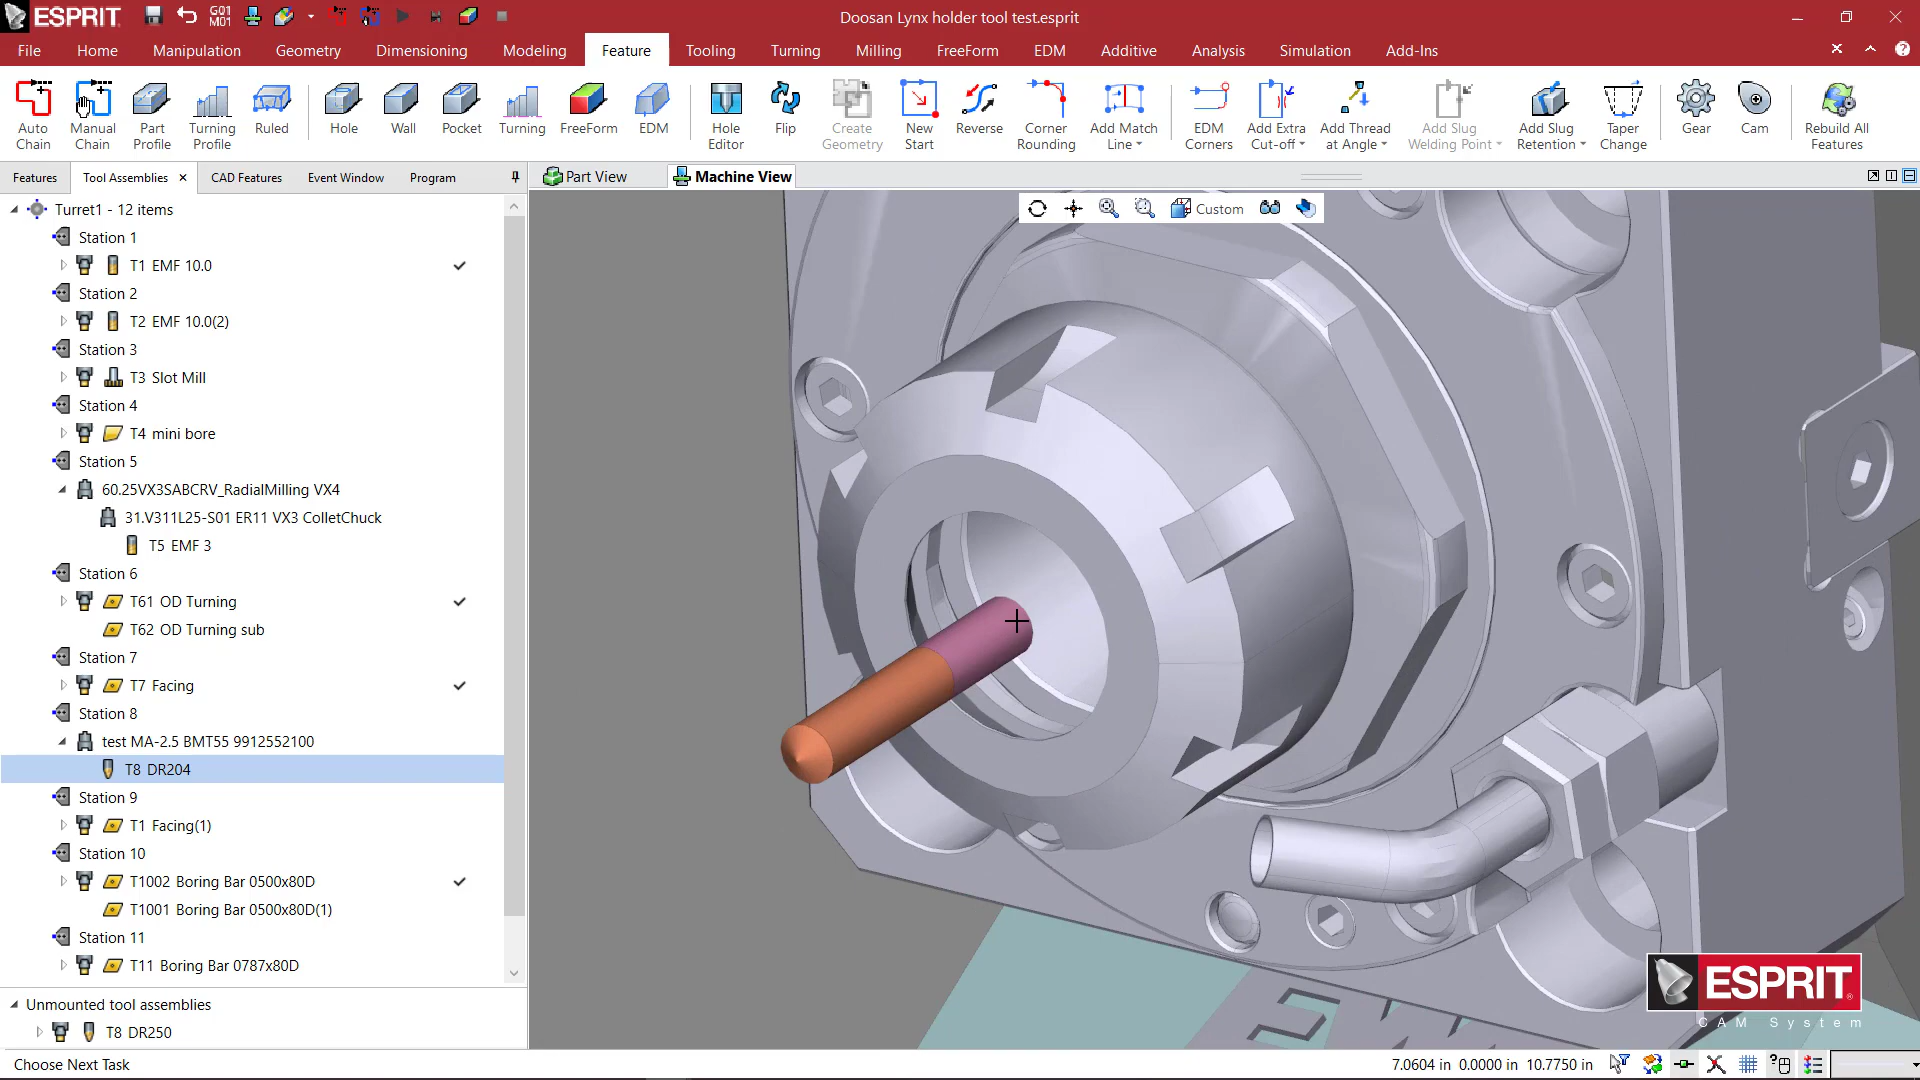 ESPRIT
G01
M01
Doosan Lynx holder tool test.esprit
File Home Manipulation Geometry Dimensioning Modeling Feature Tooling Turning Milling FreeForm EDM Additive Analysis Simulation Add-Ins
Auto Chain
Manual Chain
Part Profile
Turning Profile
Ruled
Hole
Wall
Pocket
Turning
FreeForm
EDM
Hole Editor
Flip
Create Geometry
New Start
Reverse
Corner Rounding
Add Match Line
EDM Corners
Add Extra Cut-off
Add Thread at Angle
Add Slug Welding Point
Add Slug Retention
Taper Change
Gear
Cam
Rebuild All Features
Features Tool Assemblies CAD Features Event Window Program
Part View Machine View
Custom
Turret1 - 12 items
Station 1
T1 EMF 10.0
Station 2
T2 EMF 10.0(2)
Station 3
T3 Slot Mill
Station 4
T4 mini bore
Station 5
60.25VX3SABCRV_RadialMilling VX4
31.V311L25-S01 ER11 VX3 ColletChuck
T5 EMF 3
Station 6
T61 OD Turning
T62 OD Turning sub
Station 7
T7 Facing
Station 8
test MA-2.5 BMT55 9912552100
T8 DR204
Station 9
T1 Facing(1)
Station 10
T1002 Boring Bar 0500x80D
T1001 Boring Bar 0500x80D(1)
Station 11
T11 Boring Bar 0787x80D
Unmounted tool assemblies
T8 DR250
ESPRIT
CAM System
Choose Next Task
7.0604 in 0.0000 in 10.7750 in